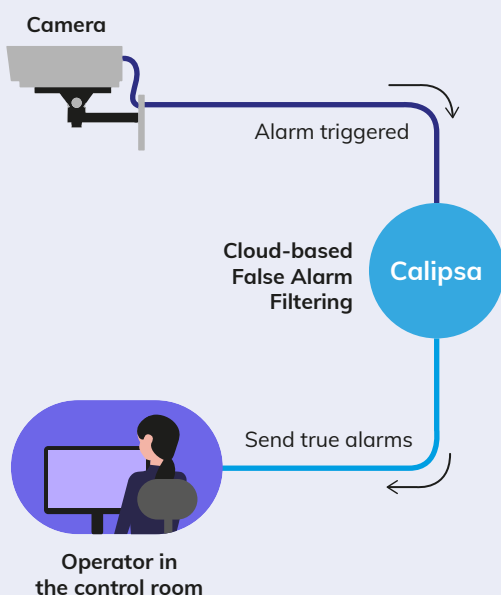 Camera
Alarm triggered
Cloud-based
False Alarm
Filtering
Calipsa
Send true alarms
Operator in
the control room